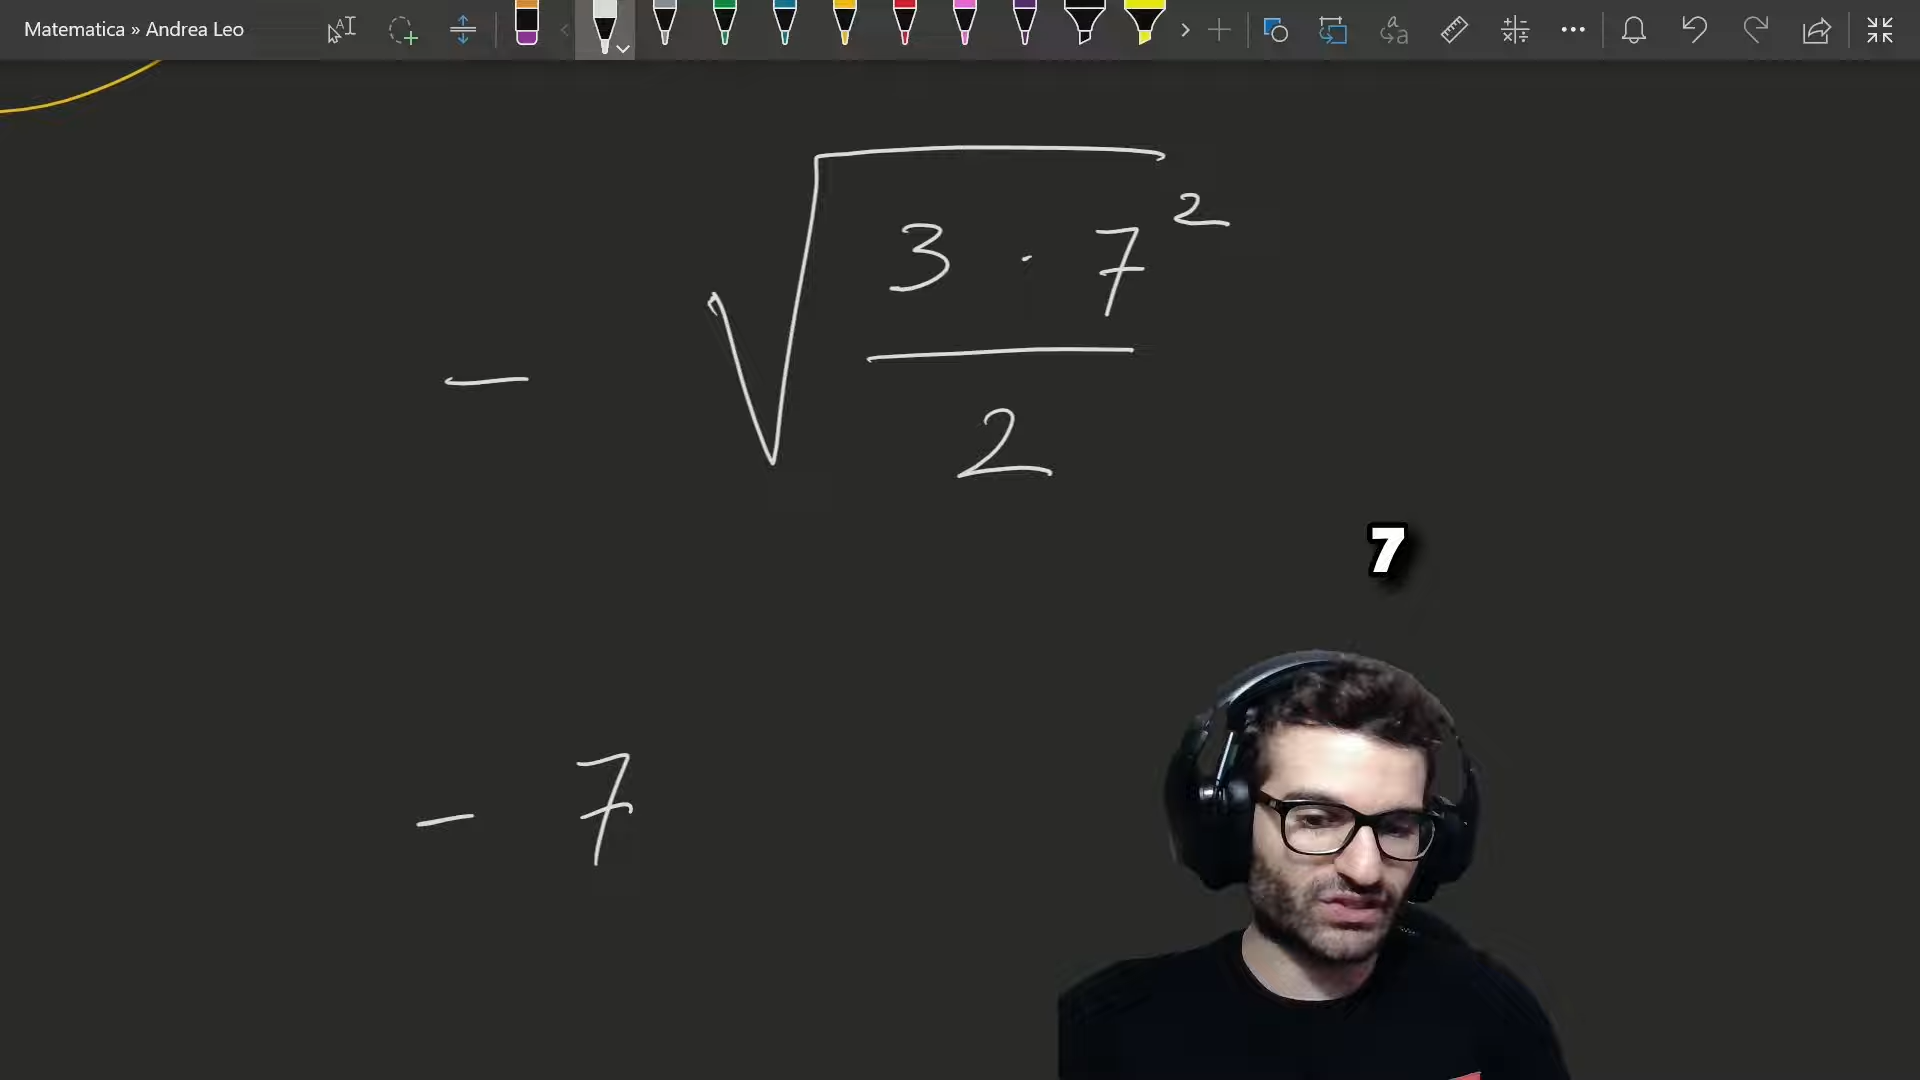 Matematica » Andrea Leo
- √ 3 · 7²
2
7
- 7